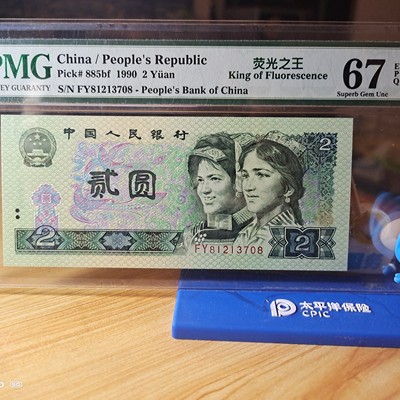 PMG
EY GUARANTY
China / People's Republic
Pick# 885bf 1990 2 Yüan
S/N FY81213708 - People's Bank of China
荧光之王
King of Fluorescence
67
E
P
Q
Superb Gem Unc
中国人民银行
贰圆
2
FY81213708
2
太平洋保险
CPIC